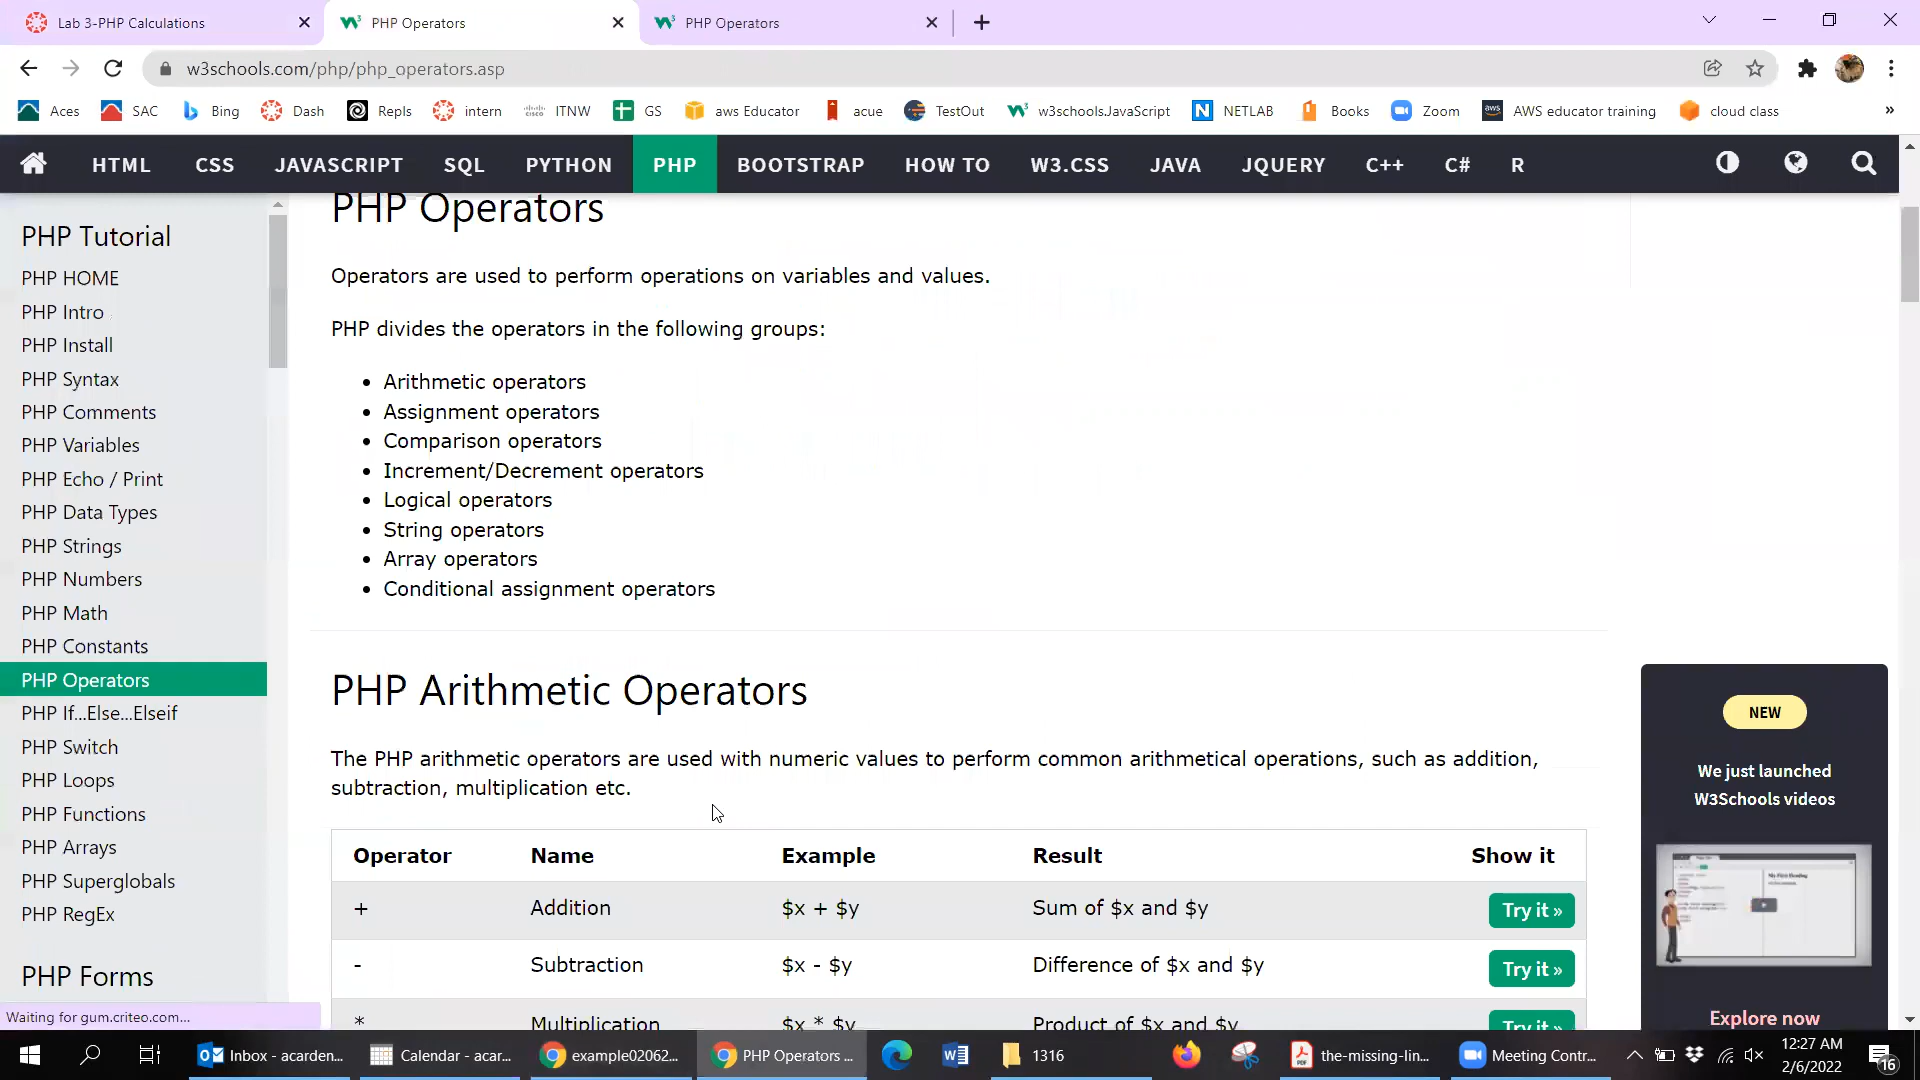 Lab 3-PHP Calculations
PHP Operators
PHP Operators
w3schools.com/php/php_operators.asp
Aces SAC Bing Dash Repls intern ITNW GS aws Educator acue TestOut w3schools.JavaScript NETLAB Books Zoom AWS educator training cloud class »
HTML CSS JAVASCRIPT SQL PYTHON PHP BOOTSTRAP HOW TO W3.CSS JAVA JQUERY C++ C# R
PHP Tutorial
PHP HOME
PHP Intro
PHP Install
PHP Syntax
PHP Comments
PHP Variables
PHP Echo / Print
PHP Data Types
PHP Strings
PHP Numbers
PHP Math
PHP Constants
PHP Operators
PHP If...Else...Elseif
PHP Switch
PHP Loops
PHP Functions
PHP Arrays
PHP Superglobals
PHP RegEx
PHP Forms
Waiting for gum.criteo.com...
PHP Operators
Operators are used to perform operations on variables and values.
PHP divides the operators in the following groups:
• Arithmetic operators
• Assignment operators
• Comparison operators
• Increment/Decrement operators
• Logical operators
• String operators
• Array operators
• Conditional assignment operators
PHP Arithmetic Operators
The PHP arithmetic operators are used with numeric values to perform common arithmetical operations, such as addition,
subtraction, multiplication etc.
Operator Name Example Result Show it
+ Addition $x + $y Sum of $x and $y Try it »
- Subtraction $x - $y Difference of $x and $y Try it »
* Multiplication $x * $y Product of $x and $y Try it »
NEW
We just launched
W3Schools videos
Explore now
Inbox - acarden... Calendar - acar... example02062... PHP Operators ... 1316 the-missing-lin... Meeting Contr...
12:27 AM
2/6/2022
16